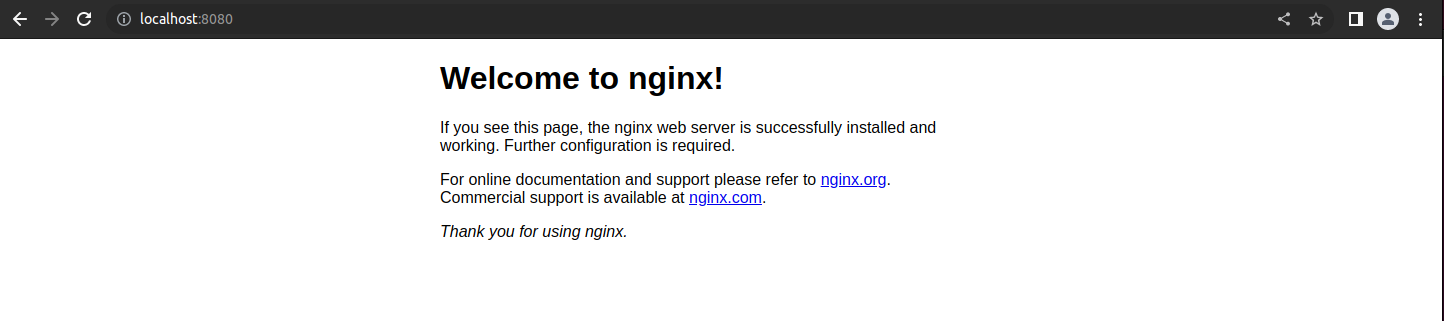 localhost:8080
Welcome to nginx!
If you see this page, the nginx web server is successfully installed and
working. Further configuration is required.
For online documentation and support please refer to nginx.org.
Commercial support is available at nginx.com.
Thank you for using nginx.